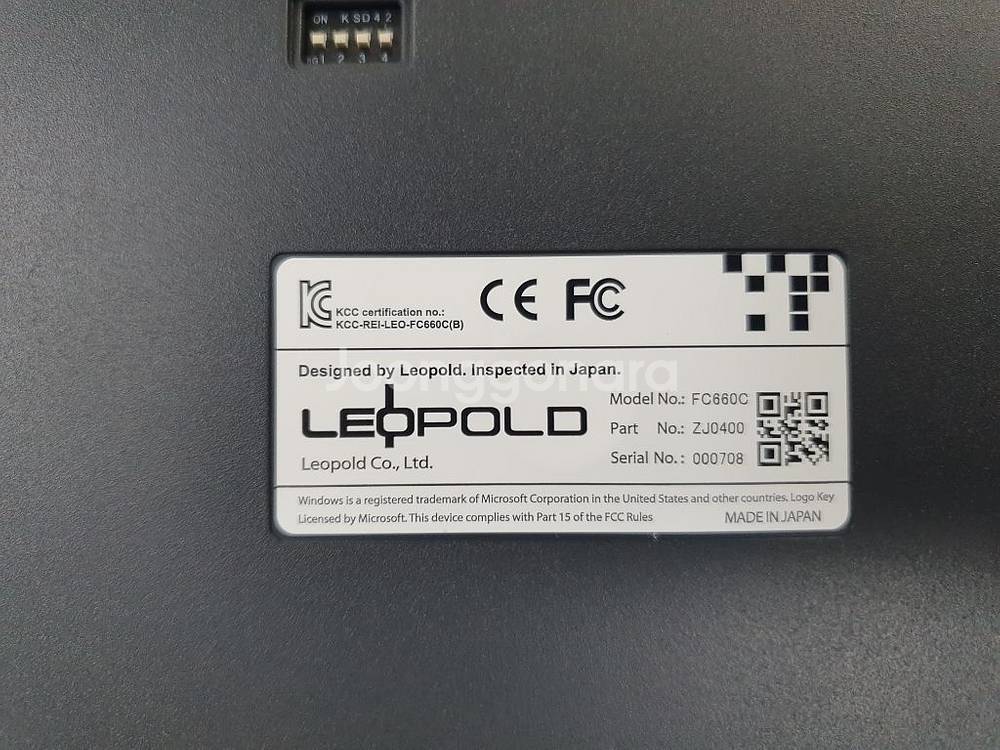 ON KSD42
1 2 3 4
KCC certification no.:
KCC-REI-LEO-FC660C(B)
CE FC
Designed by Leopold. Inspected in Japan.
Joonggonara
LEOPOLD
Leopold Co., Ltd.
Model No.: FC660C
Part No.: ZJ0400
Serial No.: 000708
Windows is a registered trademark of Microsoft Corporation in the United States and other countries. Logo Key
Licensed by Microsoft. This device complies with Part 15 of the FCC Rules
MADE IN JAPAN